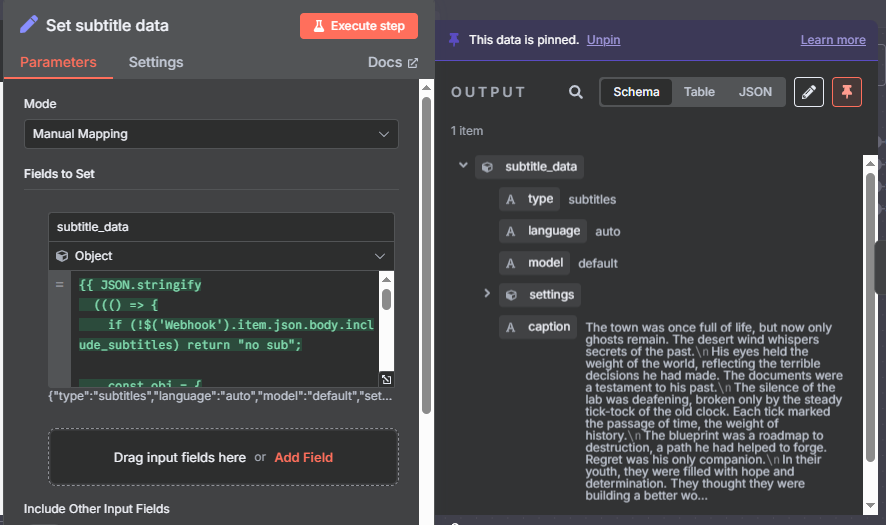 Set subtitle data
Execute step
Parameters
Settings
Docs
Mode
Manual Mapping
Fields to Set
subtitle_data
Object
=
{{ JSON.stringify
((() => {
if (!$('Webhook').item.json.body.incl
ude_subtitles) return "no sub";
const obj = {
{"type":"subtitles","language":"auto","model":"default","set...
Drag input fields here or Add Field
Include Other Input Fields
This data is pinned. Unpin
Learn more
OUTPUT
Schema
Table
JSON
1 item
subtitle_data
A type subtitles
A language auto
A model default
settings
A caption
The town was once full of life, but now only
ghosts remain. The desert wind whispers
secrets of the past.\n His eyes held the
weight of the world, reflecting the terrible
decisions he had made. The documents were
a testament to his past.\n The silence of the
lab was deafening, broken only by the steady
tick-tock of the old clock. Each tick marked
the passage of time, the weight of
history.\n The blueprint was a roadmap to
destruction, a path he had helped to forge.
Regret was his only companion.\n In their
youth, they were filled with hope and
determination. They thought they were
building a better wo...